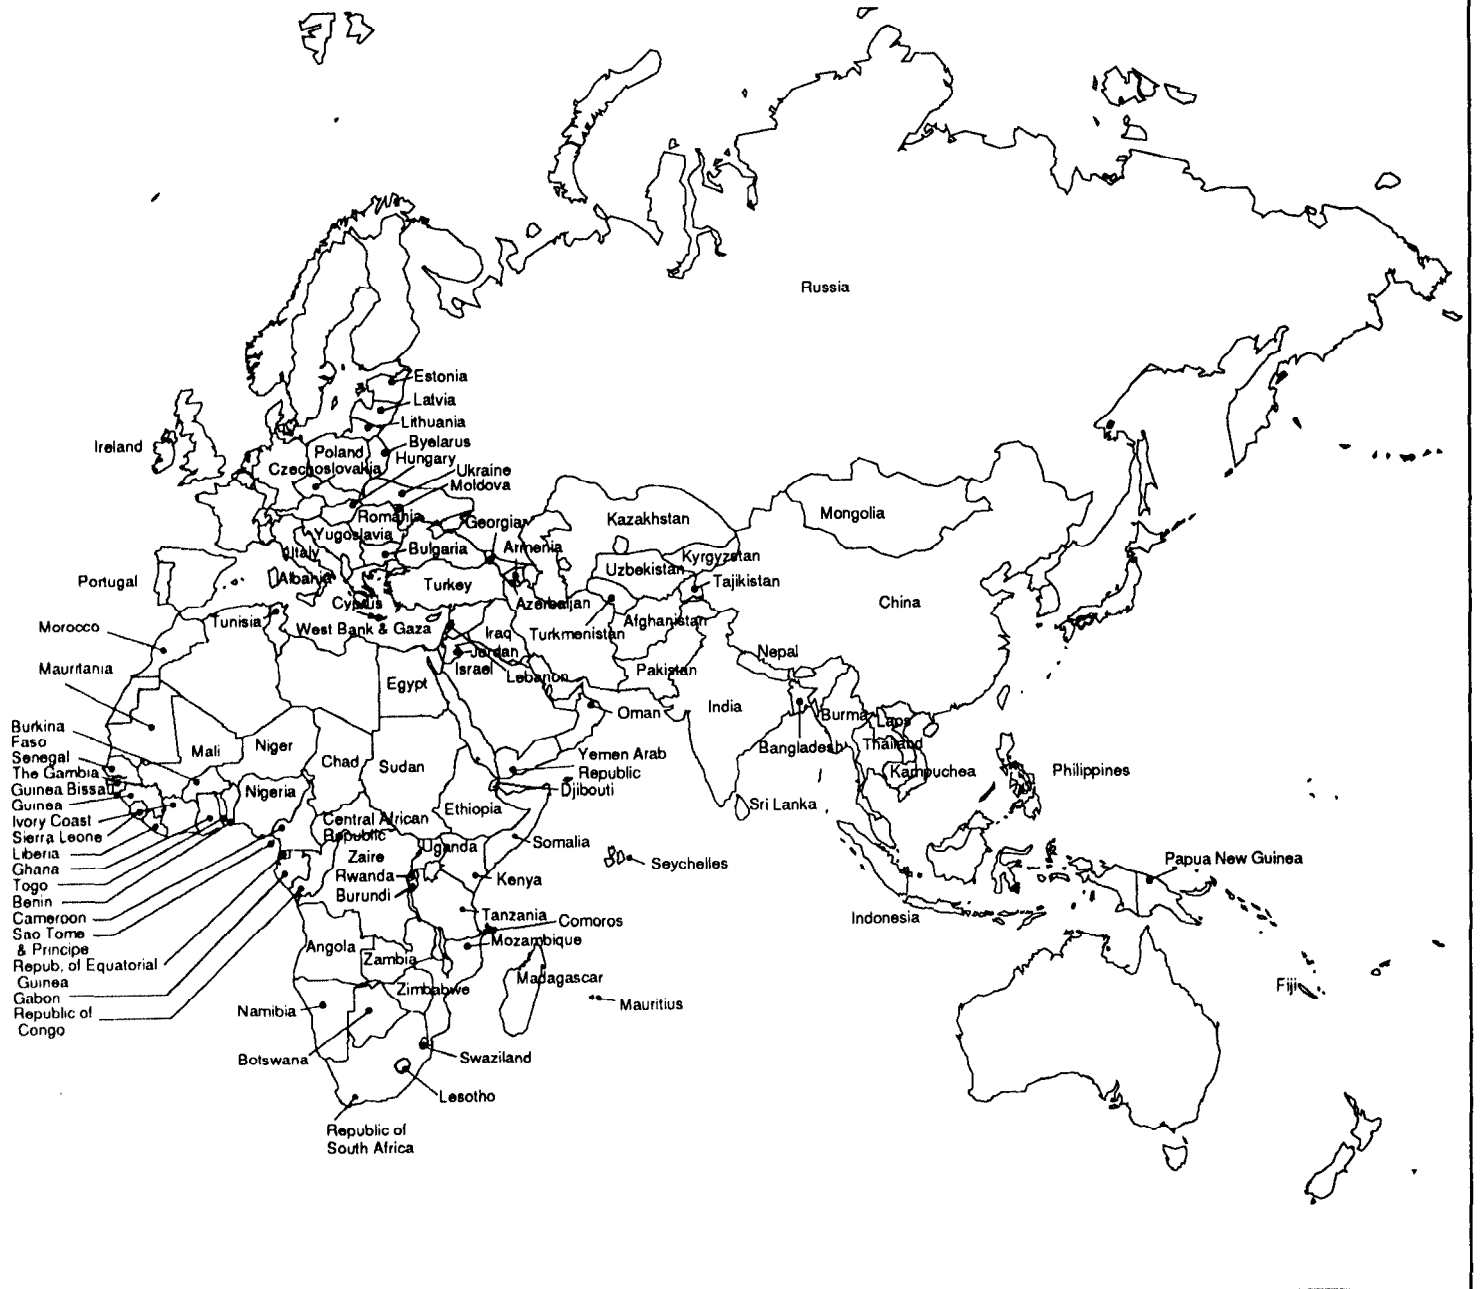 Russia
Estonia
Latvia
Lithuania
Ireland
Byelarus
Poland
Hungary
Czechoslovakia
Ukraine
Moldova
Romania
Georgia
Kazakhstan
Mongolia
Yugoslavia
Italy
Bulgaria
Armenia
Kyrgyzstan
Uzbekistan
Portugal
Albania
Turkey
Tajikistan
Cyprus
Azerbaijan
China
Tunisia
Afghanistan
Morocco
West Bank & Gaza
Iraq
Turkmenistan
Jordan
Nepal
Mauritania
Israel
Lebanon
Pakistan
Egypt
India
Oman
Burma
Laos
Burkina
Faso
Mali
Niger
Thailand
Bangladesh
Senegal
Chad
Sudan
Yemen Arab
Republic
The Gambia
Kampuchea
Philippines
Guinea Bissau
Nigeria
Djibouti
Guinea
Ethiopia
Sri Lanka
Ivory Coast
Central African
Republic
Sierra Leone
Uganda
Somalia
Liberia
Zaire
Seychelles
Papua New Guinea
Ghana
Rwanda
Kenya
Togo
Burundi
Benin
Cameroon
Tanzania
Comoros
Indonesia
Sao Tome
& Principe
Angola
Mozambique
Zambia
Repub. of Equatorial
Guinea
Madagascar
Zimbabwe
Fiji
Gabon
Mauritius
Republic of
Congo
Namibia
Botswana
Swaziland
Lesotho
Republic of
South Africa